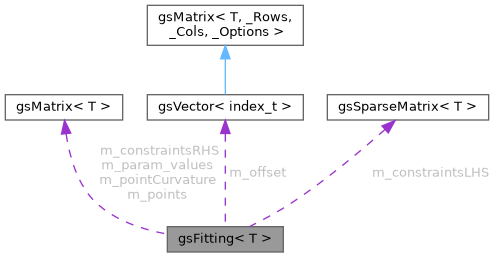 gsMatrix< T, _Rows,
_Cols, _Options >
gsMatrix< T >
gsVector< index_t >
gsSparseMatrix< T >
m_constraintsRHS
m_param_values
m_pointCurvature
m_points
m_offset
m_constraintsLHS
gsFitting< T >